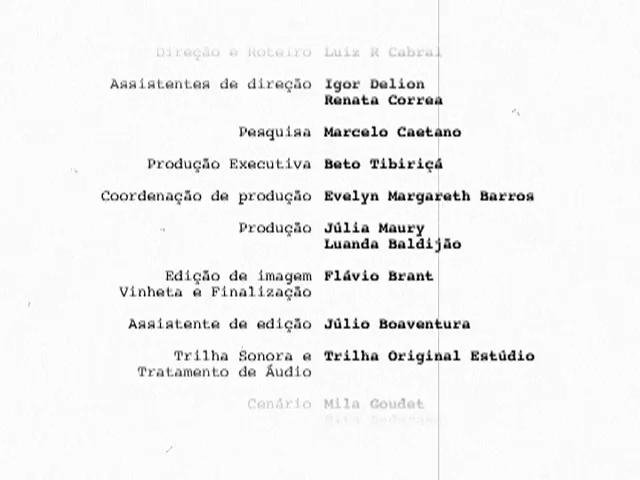 Direção e Roteiro Luiz R Cabral
Assistentes de direção Igor Delion
Renata Correa
Pesquisa Marcelo Caetano
Produção Executiva Beto Tibiriçá
Coordenação de produção Evelyn Margareth Barros
Produção Júlia Maury
Luanda Baldijão
Edição de imagem Flávio Brant
Vinheta e Finalização
Assistente de edição Júlio Boaventura
Trilha Sonora e Trilha Original Estúdio
Tratamento de Áudio
Cenário Mila Goudet